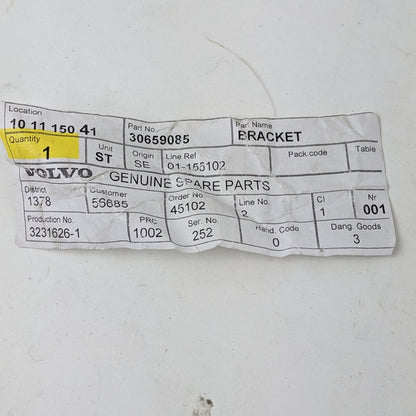 Location
10 11 150 41
Part No.
30659085
Part Name
BRACKET
Quantity
1
Unit
ST
Origin
SE
Line Ref
01-155102
Pack.code
Table
VOLVO GENUINE SPARE PARTS
District
1378
Customer
55685
Order No.
45102
Line No.
2
Cl
1
Nr
001
Production No.
3231626-1
PRC
1002
Ser. No.
252
Hand. Code
0
Dang. Goods
3